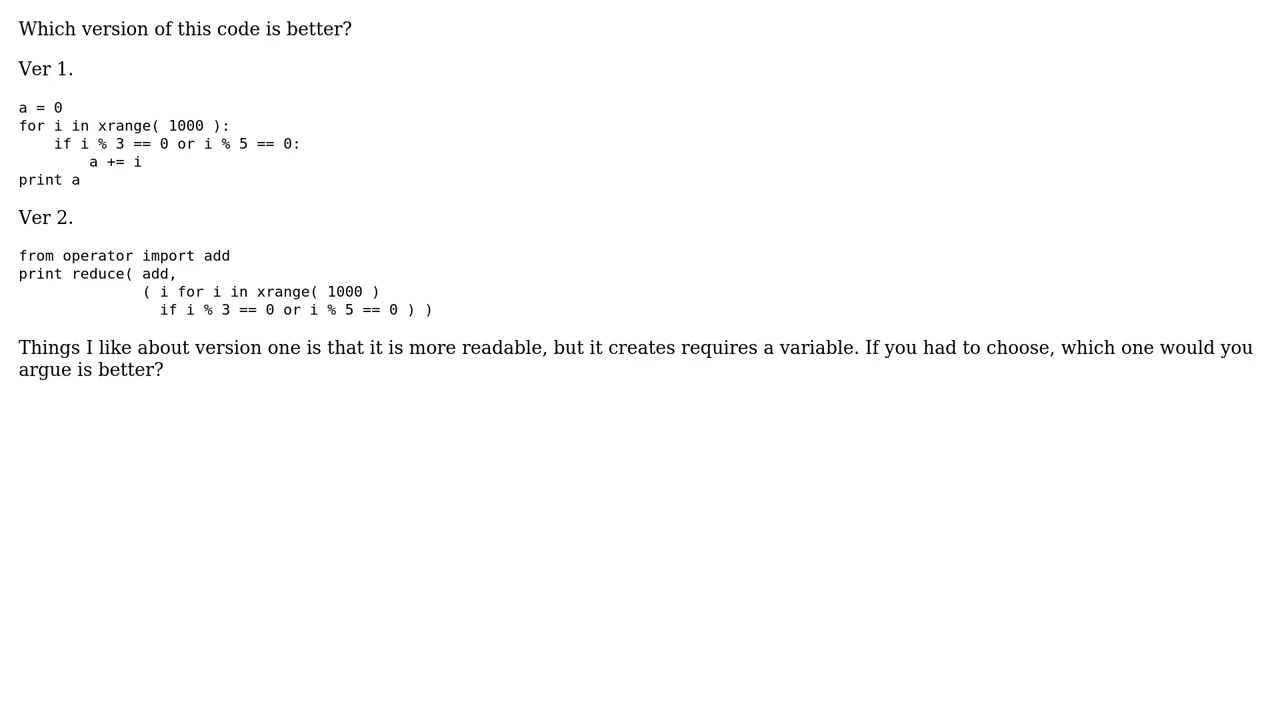 Which version of this code is better?
Ver 1.
a = 0
for i in xrange( 1000 ):
    if i % 3 == 0 or i % 5 == 0:
        a += i
print a
Ver 2.
from operator import add
print reduce( add,
              ( i for i in xrange( 1000 )
                if i % 3 == 0 or i % 5 == 0 ) )
Things I like about version one is that it is more readable, but it creates requires a variable. If you had to choose, which one would you
argue is better?